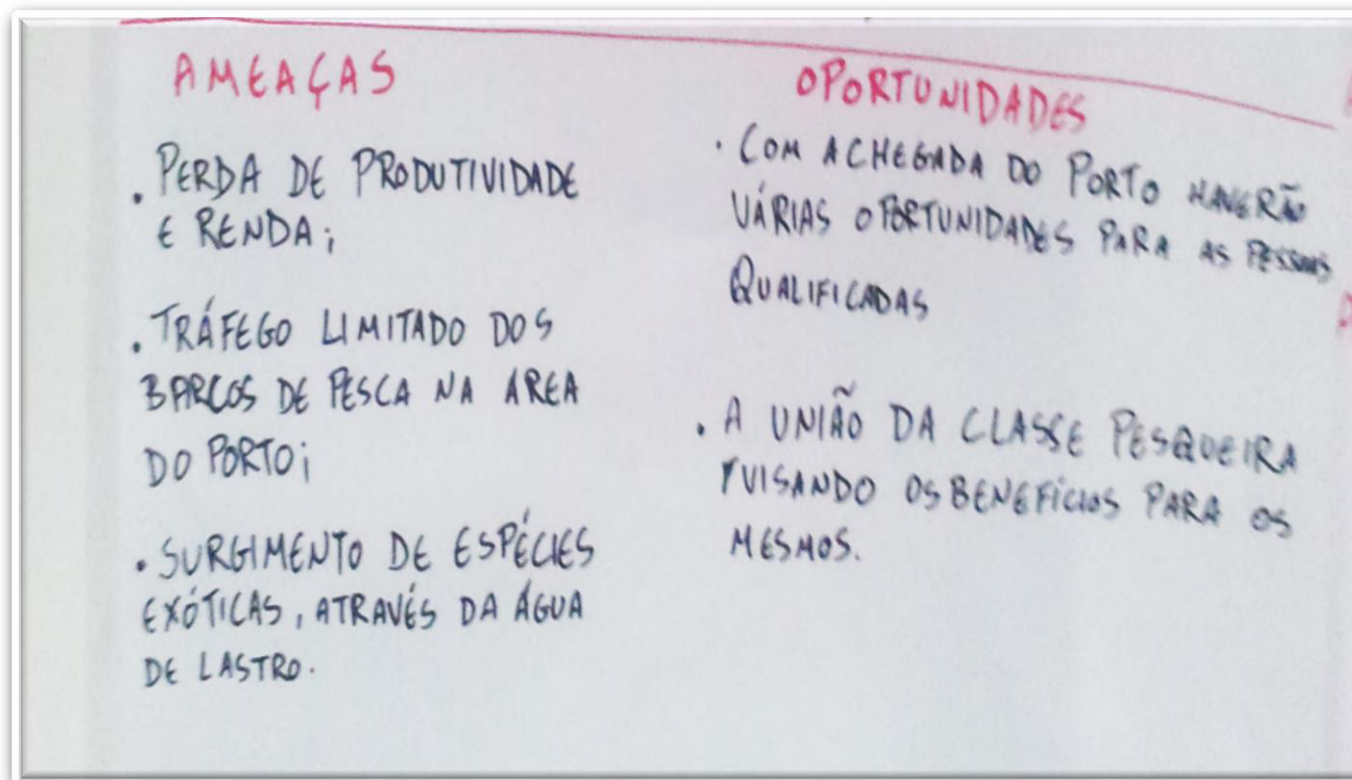 AMEAÇAS
. PERDA DE PRODUTIVIDADE
E RENDA;
. TRÁFEGO LIMITADO DOS
BARCOS DE PESCA NA ÁREA
DO PORTO;
. SURGIMENTO DE ESPÉCIES
EXÓTICAS, ATRAVÉS DA ÁGUA
DE LASTRO.
OPORTUNIDADES
. COM A CHEGADA DO PORTO HAVERÃO
VÁRIAS OPORTUNIDADES PARA AS PESSOAS
QUALIFICADAS
. A UNIÃO DA CLASSE PESQUEIRA
VISANDO OS BENEFÍCIOS PARA OS
MESMOS.